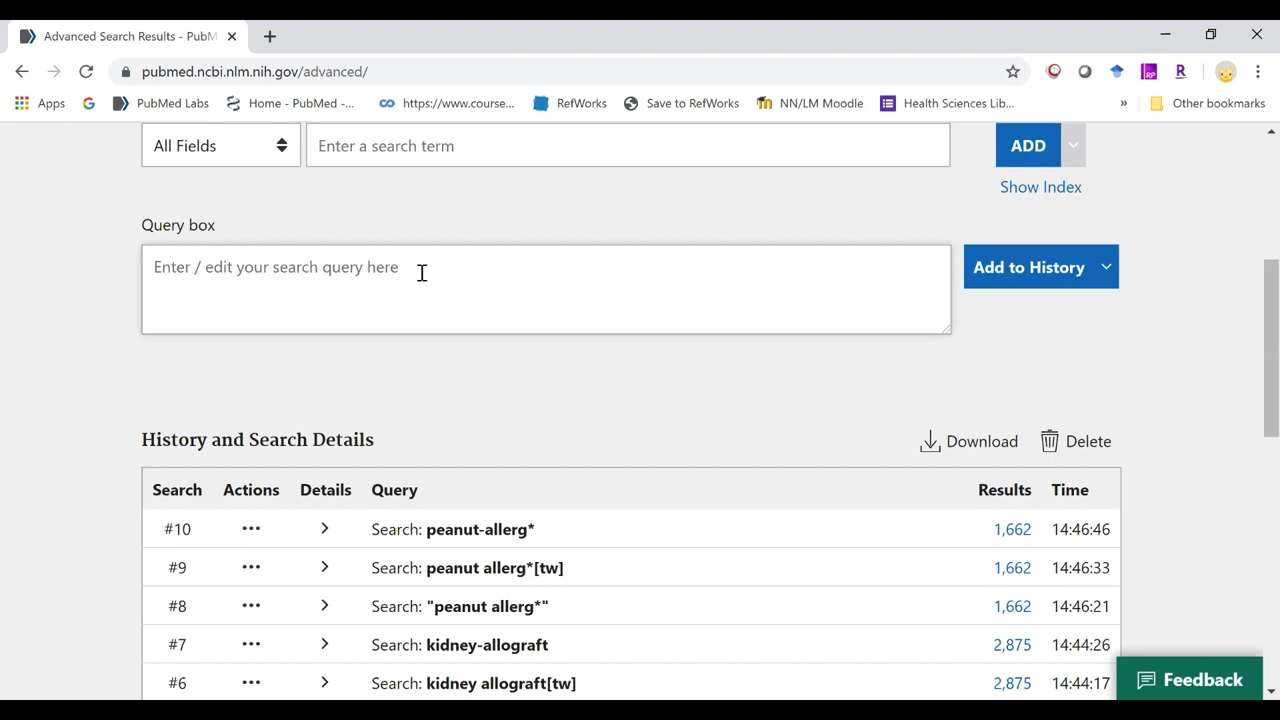 Advanced Search Results - PubM
pubmed.ncbi.nlm.nih.gov/advanced/
Apps PubMed Labs Home - PubMed -... https://www.course... RefWorks Save to RefWorks NN/LM Moodle Health Sciences Lib... » Other bookmarks
All Fields Enter a search term ADD
Show Index
Query box
Enter / edit your search query here Add to History
History and Search Details Download Delete
Search Actions Details Query Results Time
#10 ••• > Search: peanut-allerg* 1,662 14:46:46
#9 ••• > Search: peanut allerg*[tw] 1,662 14:46:33
#8 ••• > Search: "peanut allerg*" 1,662 14:46:21
#7 ••• > Search: kidney-allograft 2,875 14:44:26
#6 ••• > Search: kidney allograft[tw] 2,875 14:44:17
Feedback